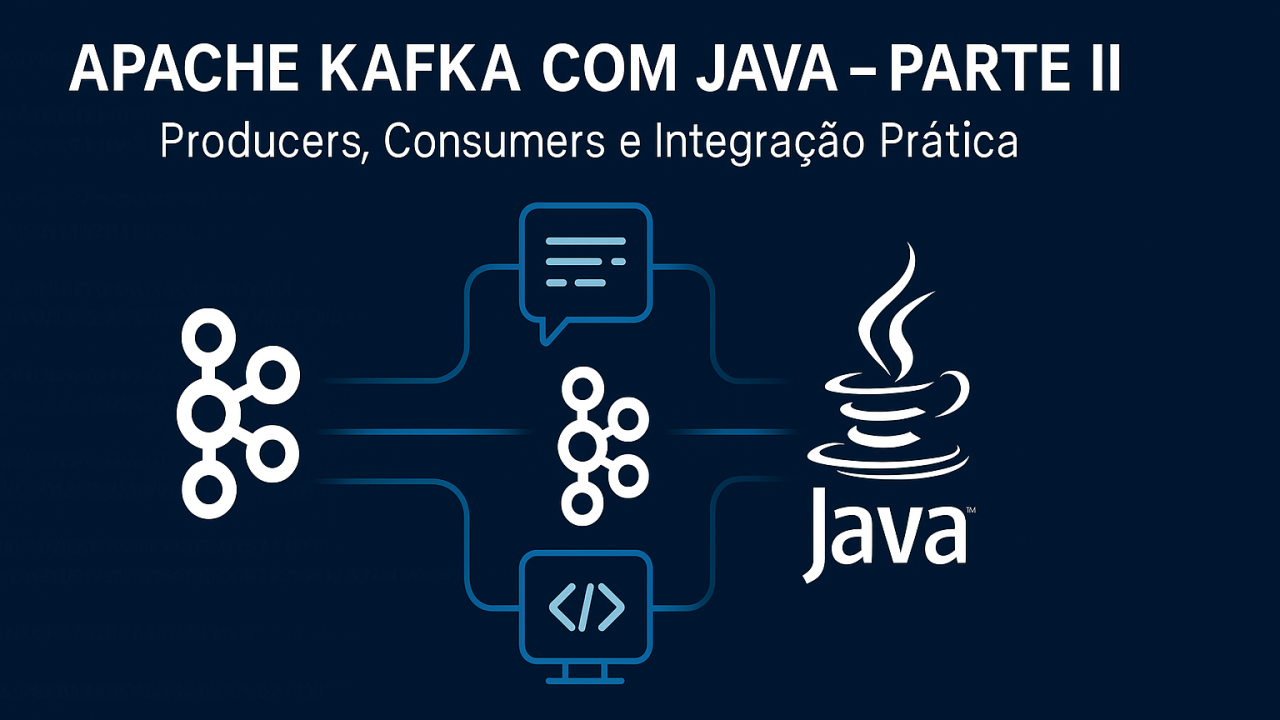 APACHE KAFKA COM JAVA – PARTE II
Producers, Consumers e Integração Prática
</>
Java™